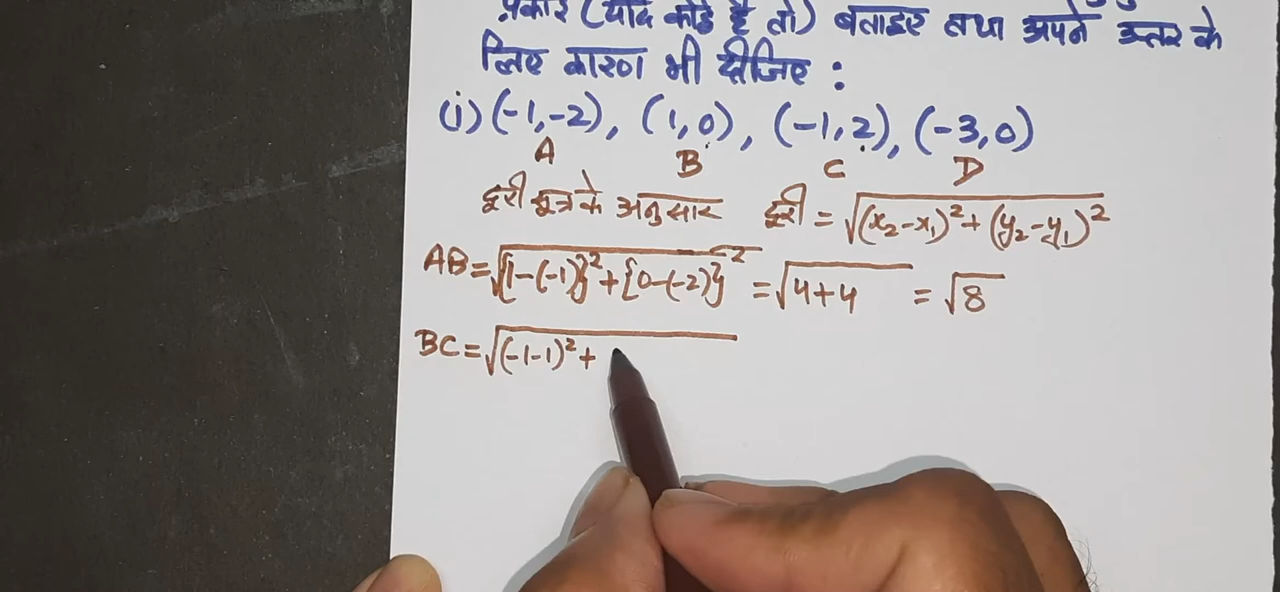 प्रकार (यदि कोई है तो) बताइए तथा अपने उत्तर के
लिए कारण भी दीजिए :
(i) (-1,-2), (1,0), (-1,2), (-3,0)
A B C D
दूरी सूत्र के अनुसार दूरी = √(x₂-x₁)²+(y₂-y₁)²
AB=√{1-(-1)}²+{0-(-2)}² = √4+4 = √8
BC=√(-1-1)²+